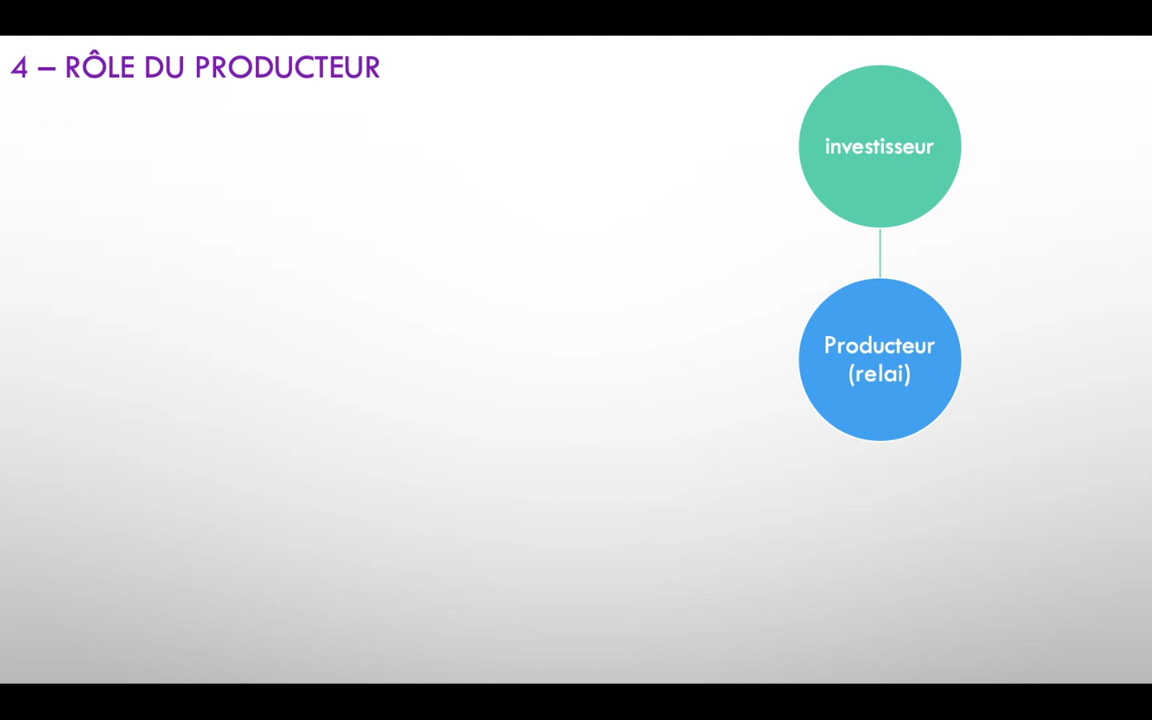 4 – RÔLE DU PRODUCTEUR
investisseur
Producteur
(relai)